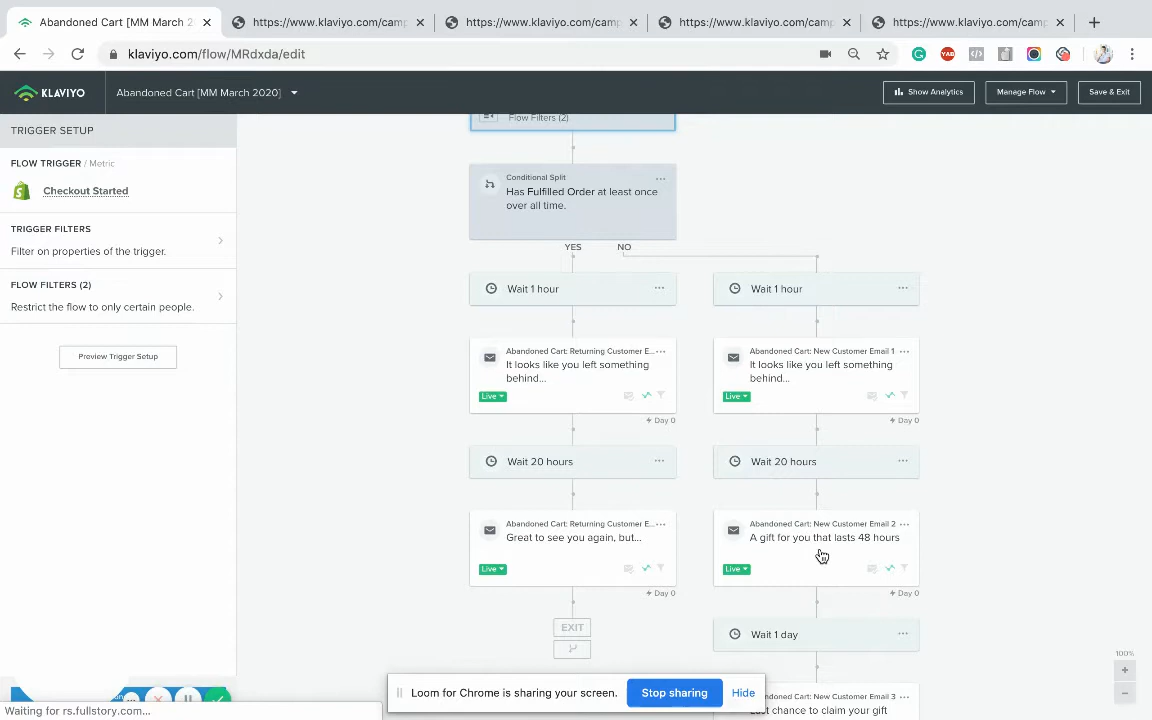 Abandoned Cart [MM March 2
https://www.klaviyo.com/camp
https://www.klaviyo.com/camp
https://www.klaviyo.com/camp
https://www.klaviyo.com/camp
klaviyo.com/flow/MRdxda/edit
KLAVIYO
Abandoned Cart [MM March 2020]
Show Analytics
Manage Flow
Save & Exit
TRIGGER SETUP
FLOW TRIGGER / Metric
Checkout Started
TRIGGER FILTERS
Filter on properties of the trigger.
FLOW FILTERS (2)
Restrict the flow to only certain people.
Preview Trigger Setup
Flow Filters (2)
Conditional Split
Has Fulfilled Order at least once
over all time.
YES
NO
Wait 1 hour
Wait 1 hour
Abandoned Cart: Returning Customer E...
It looks like you left something
behind...
Live
Day 0
Abandoned Cart: New Customer Email 1
It looks like you left something
behind...
Live
Day 0
Wait 20 hours
Wait 20 hours
Abandoned Cart: Returning Customer E...
Great to see you again, but...
Live
Day 0
Abandoned Cart: New Customer Email 2
A gift for you that lasts 48 hours
Live
Day 0
EXIT
Wait 1 day
100%
Abandoned Cart: New Customer Email 3
Last chance to claim your gift
Loom for Chrome is sharing your screen.
Stop sharing
Hide
Waiting for rs.fullstory.com...